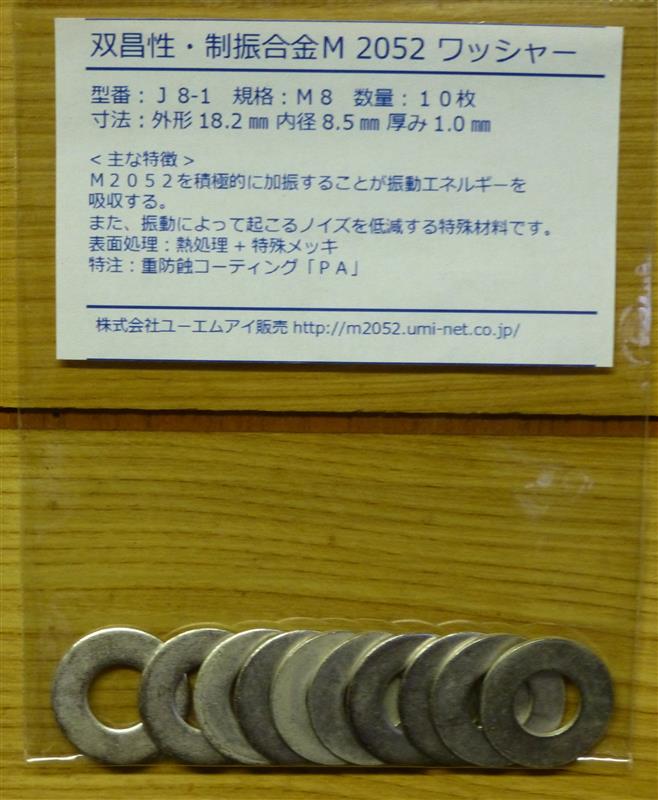 双昌性・制振合金M 2052 ワッシャー
型番：Ｊ８-1　規格：Ｍ８　数量：１０枚
寸法：外形 18.2 ㎜ 内径 8.5 ㎜ 厚み 1.0 ㎜
< 主な特徴 >
Ｍ２０５２を積極的に加振することが振動エネルギーを
吸収する。
また、振動によって起こるノイズを低減する特殊材料です。
表面処理：熱処理 + 特殊メッキ
特注：重防蝕コーティング「ＰＡ」
株式会社ユーエムアイ販売 http://m2052.umi-net.co.jp/